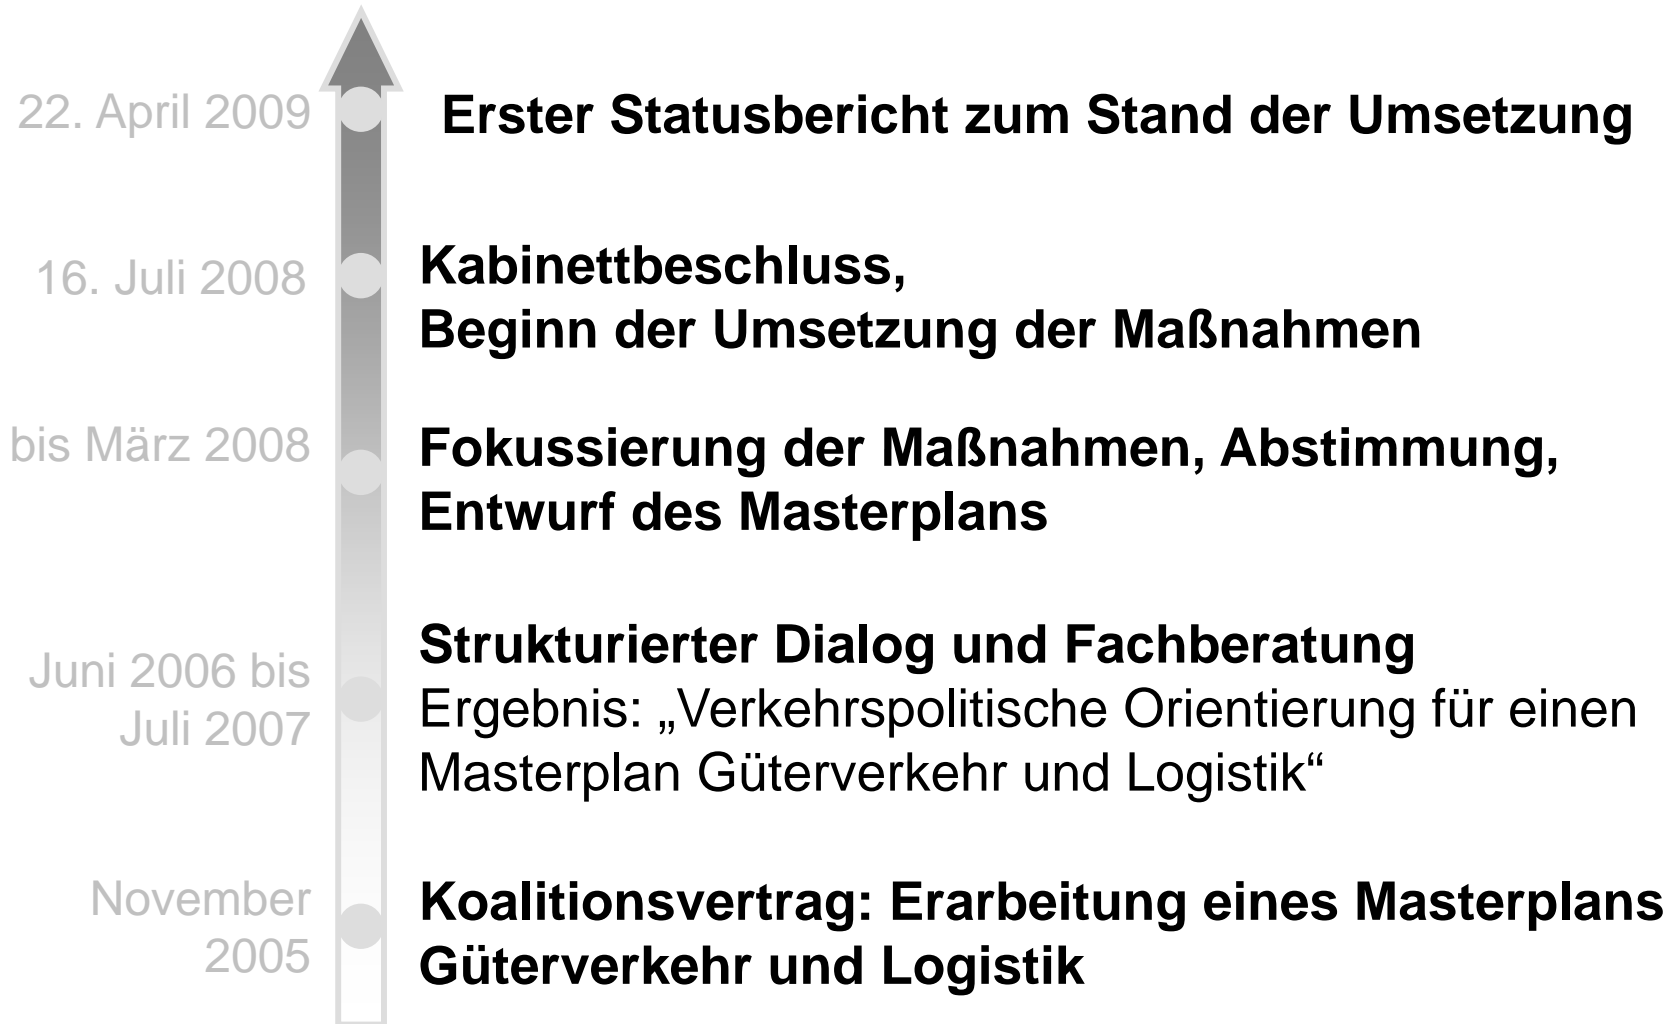 22. April 2009
Erster Statusbericht zum Stand der Umsetzung
16. Juli 2008
Kabinettbeschluss,
Beginn der Umsetzung der Maßnahmen
bis März 2008
Fokussierung der Maßnahmen, Abstimmung,
Entwurf des Masterplans
Juni 2006 bis
Juli 2007
Strukturierter Dialog und Fachberatung
Ergebnis: „Verkehrspolitische Orientierung für einen
Masterplan Güterverkehr und Logistik“
November
2005
Koalitionsvertrag: Erarbeitung eines Masterplans
Güterverkehr und Logistik